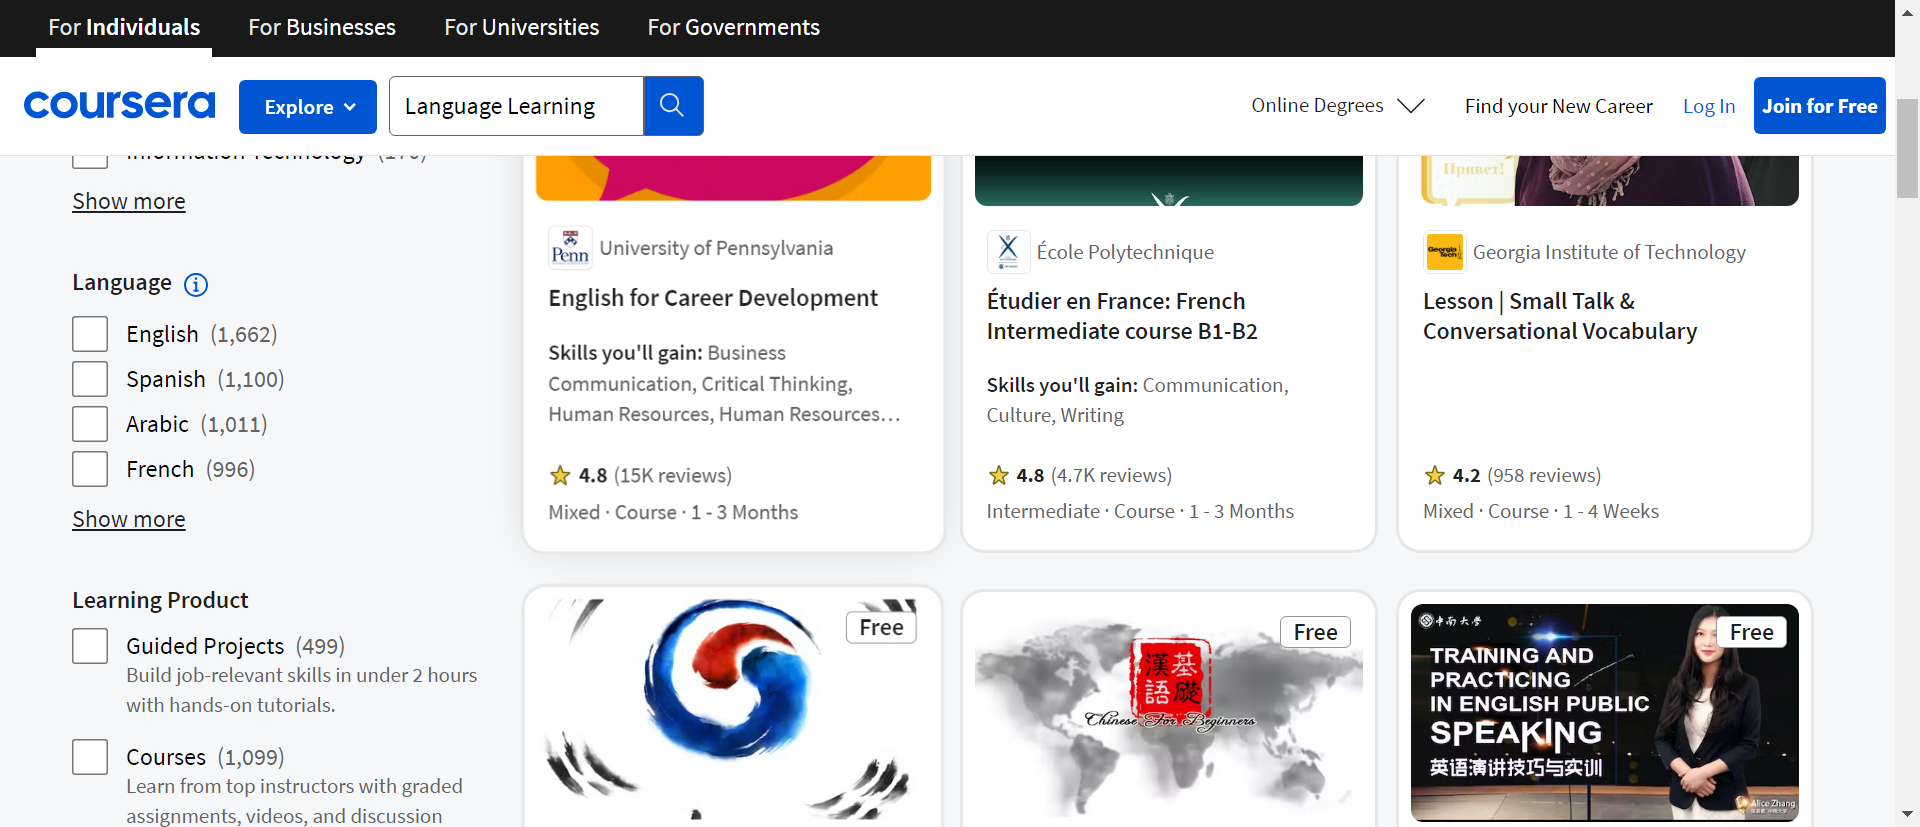 For Individuals
For Businesses
For Universities
For Governments
coursera
Explore
Language Learning
Online Degrees
Find your New Career
Log In
Join for Free
Information Technology
Show more
Language
English (1,662)
Spanish (1,100)
Arabic (1,011)
French (996)
Show more
Learning Product
Guided Projects (499)
Build job-relevant skills in under 2 hours
with hands-on tutorials.
Courses (1,099)
Learn from top instructors with graded
assignments, videos, and discussion
Penn
University of Pennsylvania
English for Career Development
Skills you'll gain: Business
Communication, Critical Thinking,
Human Resources, Human Resources…
4.8 (15K reviews)
Mixed · Course · 1 - 3 Months
École Polytechnique
Étudier en France: French
Intermediate course B1-B2
Skills you'll gain: Communication,
Culture, Writing
4.8 (4.7K reviews)
Intermediate · Course · 1 - 3 Months
Привет!
Georgia Tech
Georgia Institute of Technology
Lesson | Small Talk &
Conversational Vocabulary
4.2 (958 reviews)
Mixed · Course · 1 - 4 Weeks
Free
Free
漢基
語礎
Chinese For Beginners
中南大学
Free
TRAINING AND
PRACTICING
IN ENGLISH PUBLIC
SPEAKING
英语演讲技巧与实训
Alice Zhang